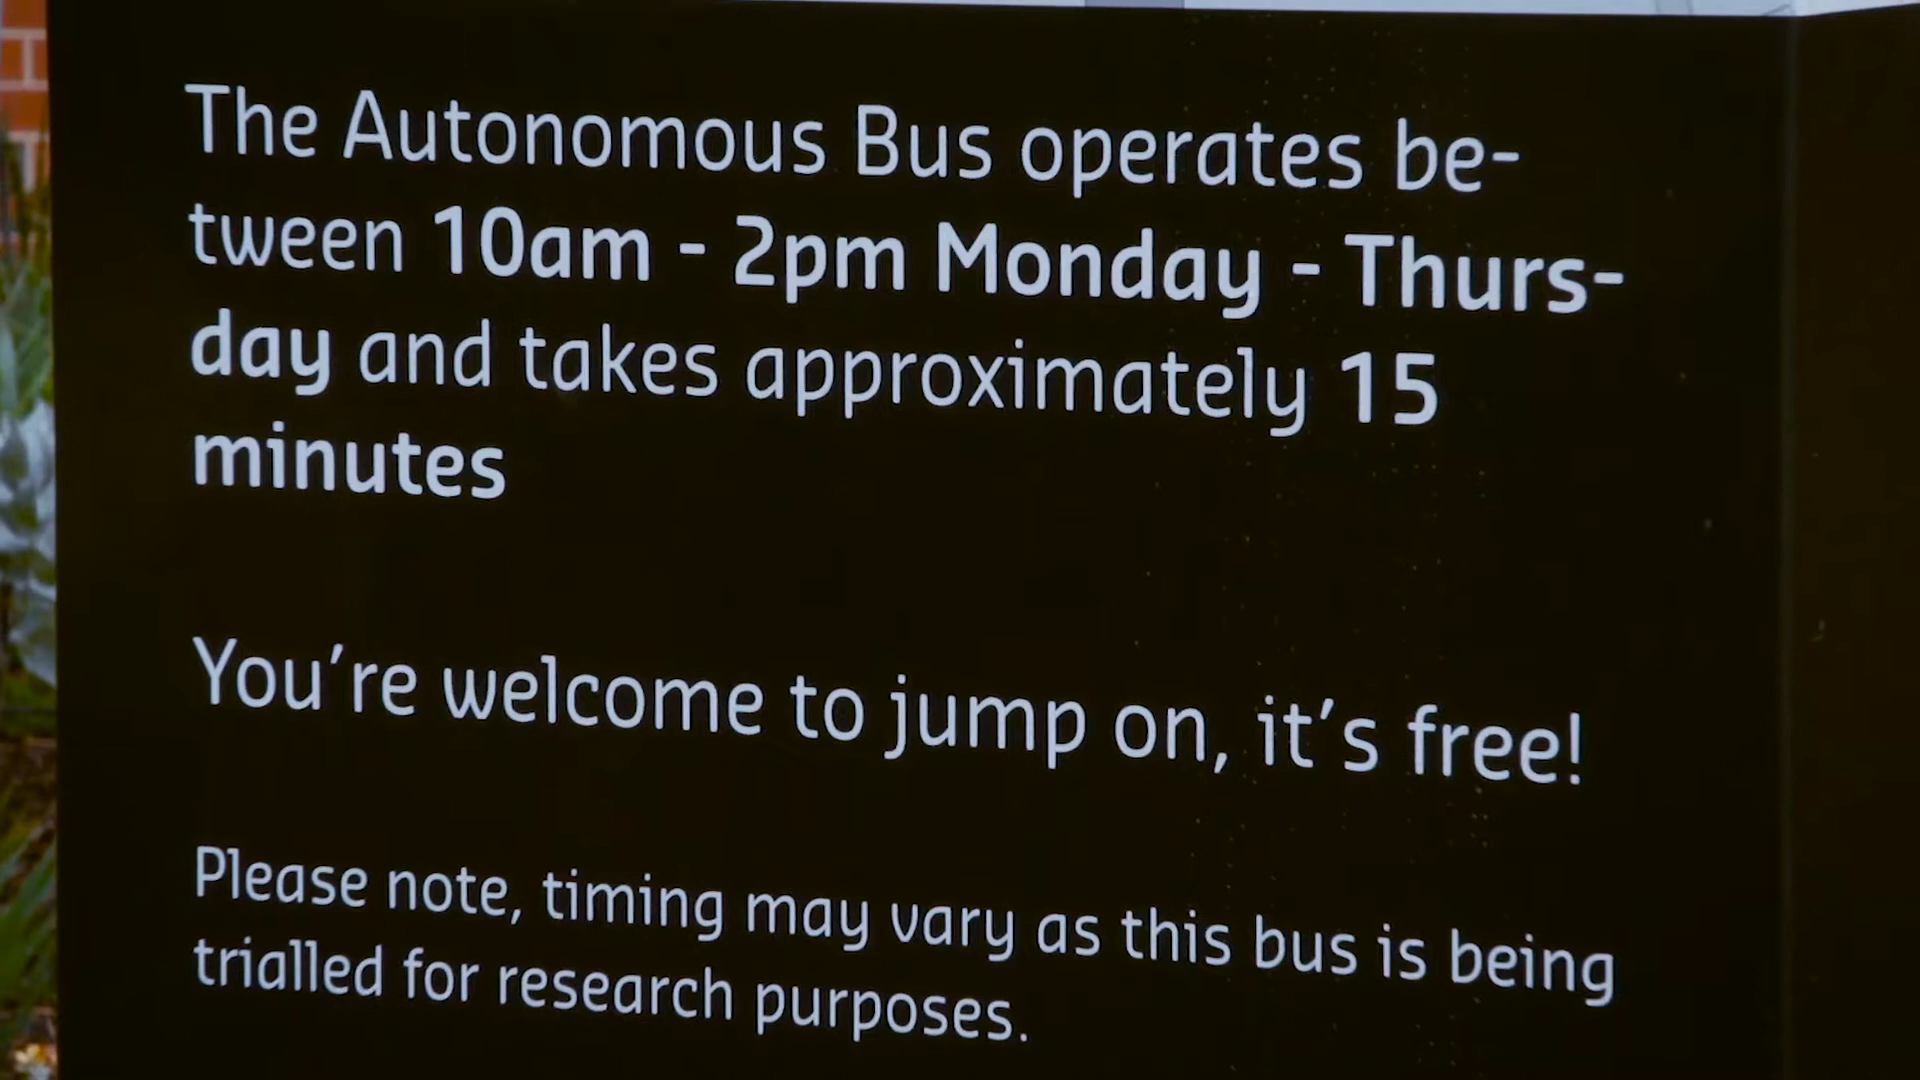 The Autonomous Bus operates be-
tween 10am - 2pm Monday - Thurs-
day and takes approximately 15
minutes
You’re welcome to jump on, it’s free!
Please note, timing may vary as this bus is being
trialled for research purposes.